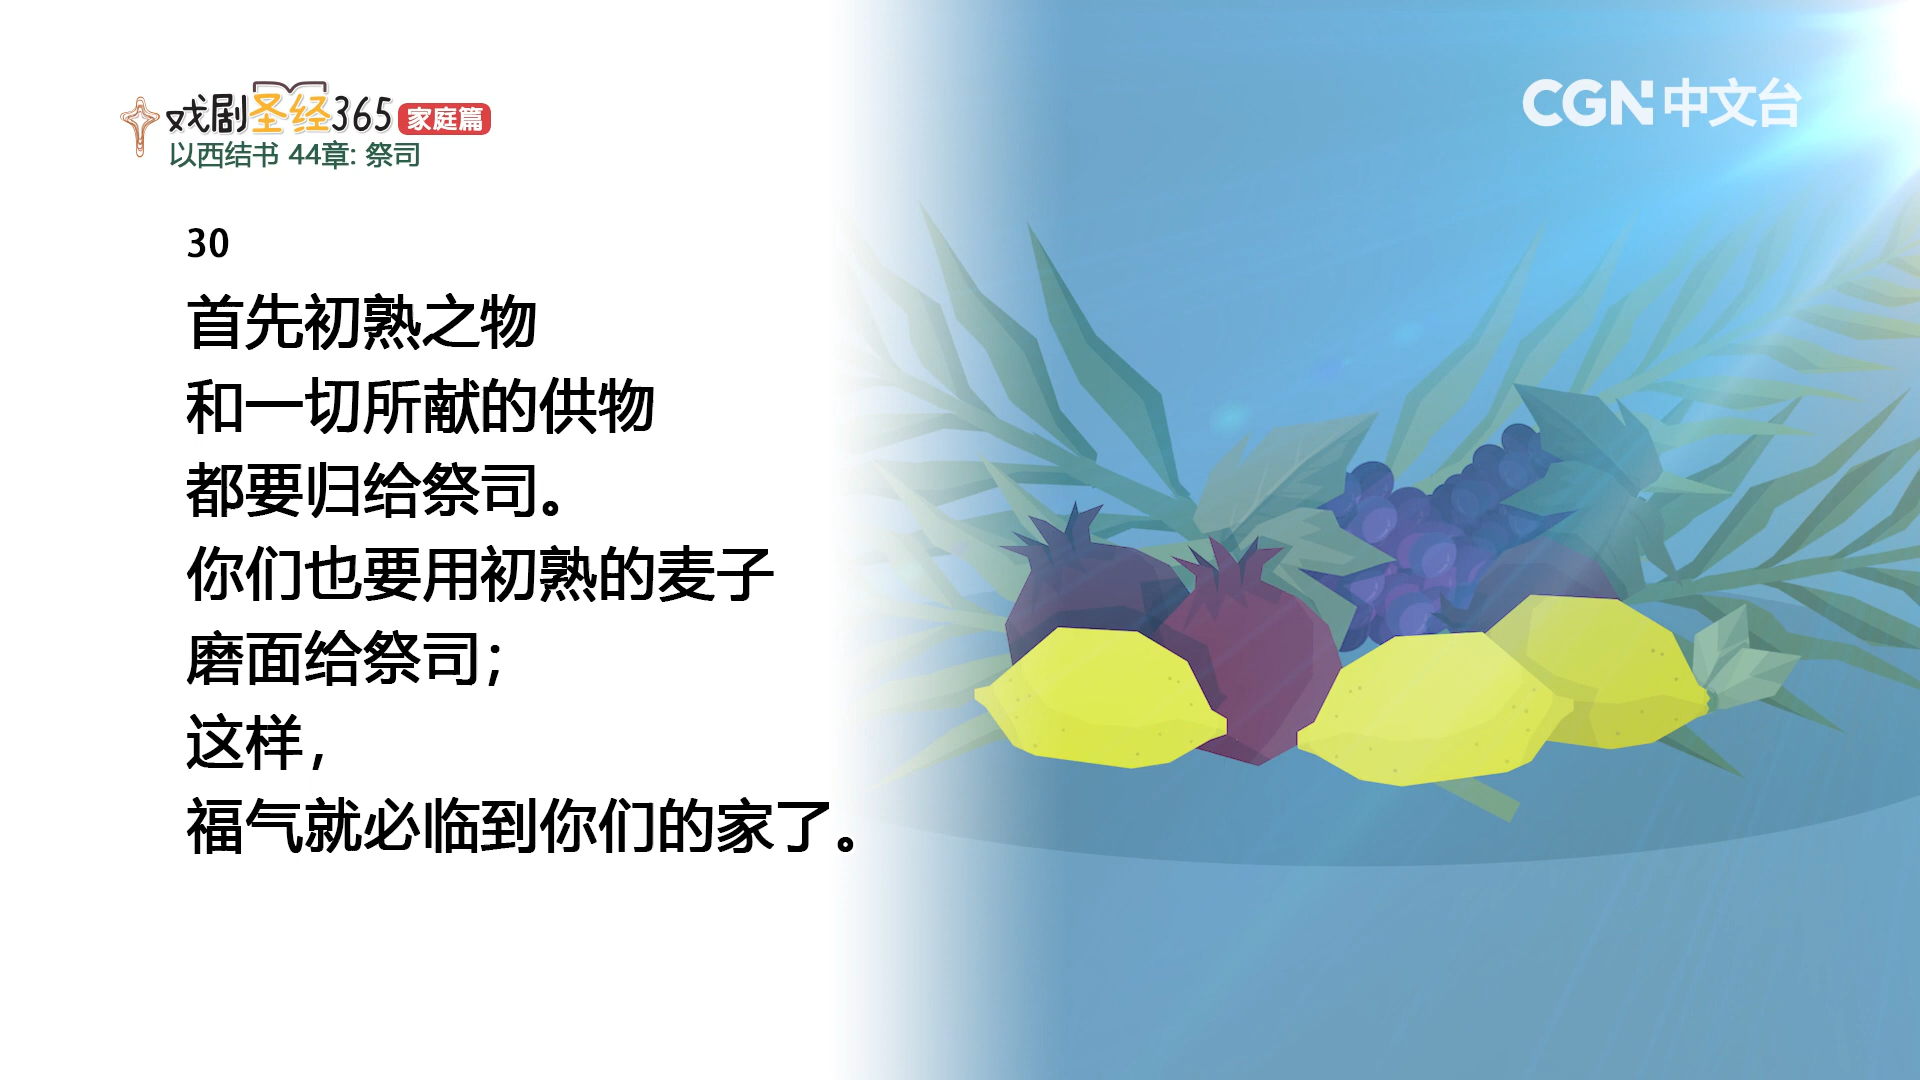 戏剧圣经365 家庭篇
以西结书 44章: 祭司
CGN 中文台
30
首先初熟之物
和一切所献的供物
都要归给祭司。
你们也要用初熟的麦子
磨面给祭司；
这样，
福气就必临到你们的家了。